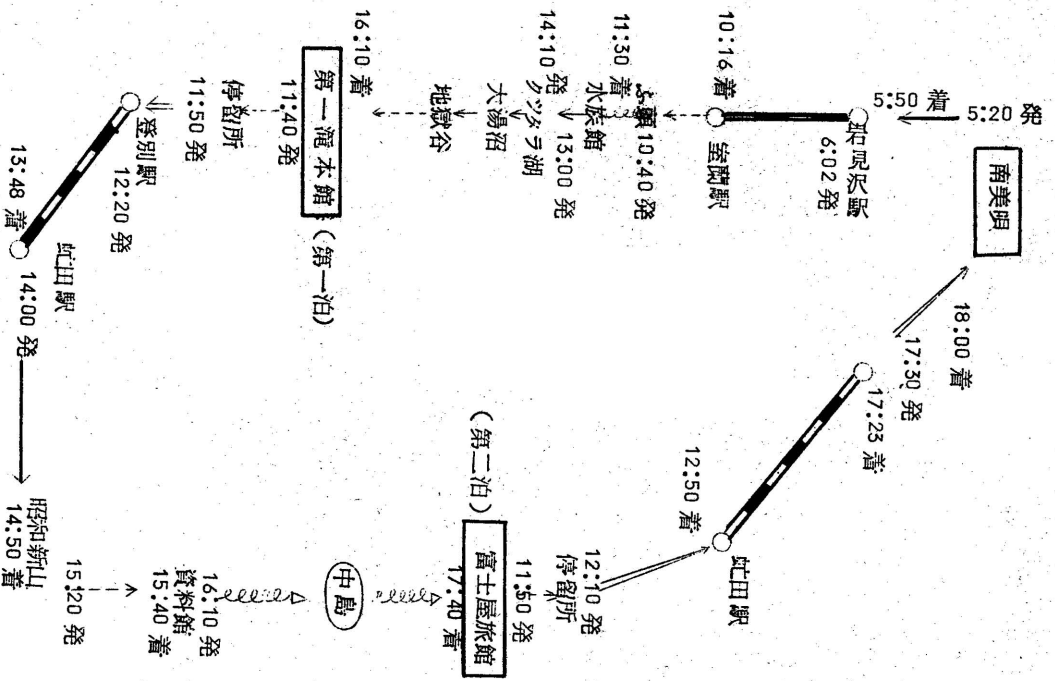 南美唄
5:20 発
5:50 着
岩見沢駅
6:02 発
10:16 着
室蘭駅
ふ頭 10:40 発
11:30 着
水族館
13:00 発
クッタラ湖
14:10 発
大湯沼
地獄谷
16:10 着
第一滝本館
(第一泊)
11:40 発
停留所
11:50 発
登別駅
12:20 発
13:48 着
虻田駅
14:00 発
昭和新山
14:50 着
15:20 発
資料館
15:40 着
16:10 発
中島
17:40 着
富士屋旅館
(第二泊)
11:50 発
停留所
12:10 発
12:50 着
虻田駅
17:23 着
17:30 発
18:00 着